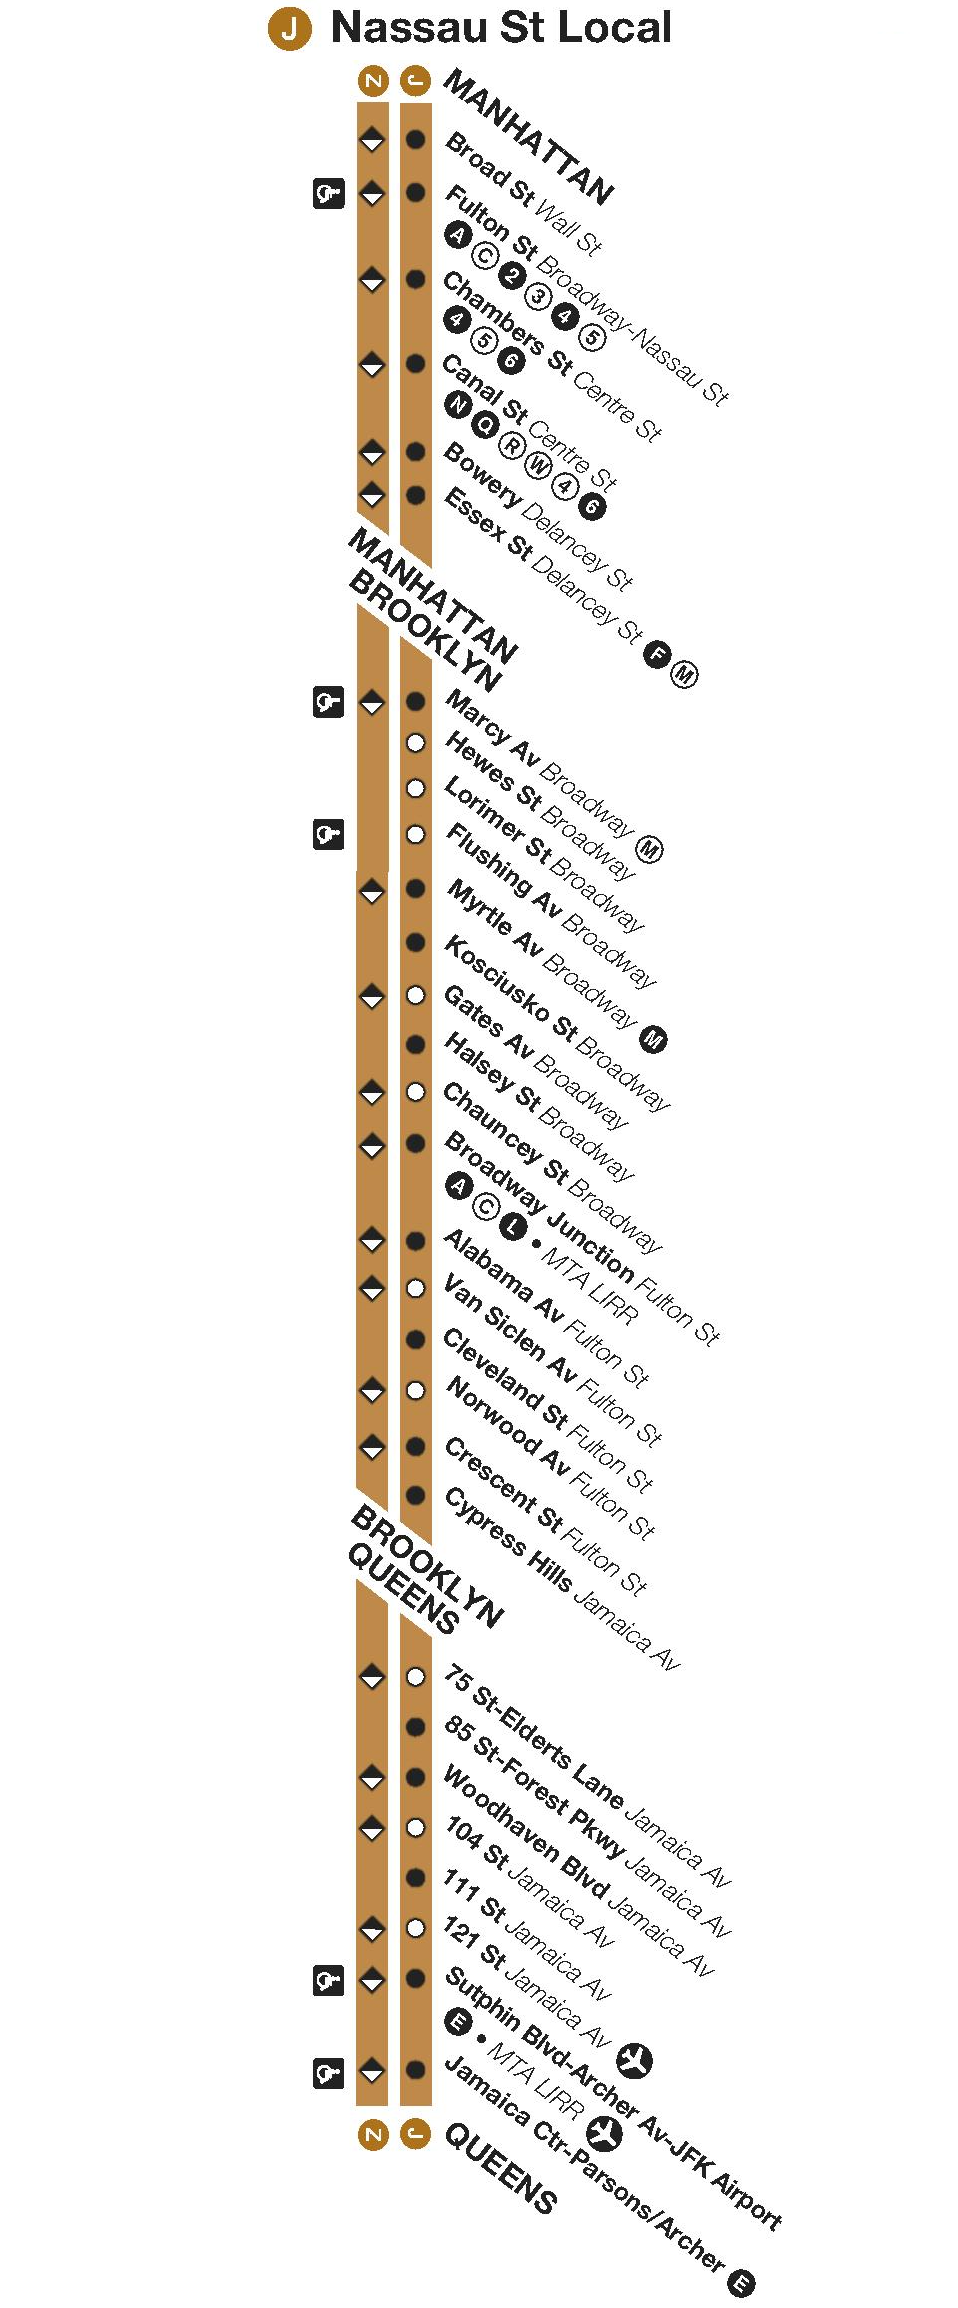 J Nassau St Local
Z J MANHATTAN
Broad St Wall St
Fulton St Broadway-Nassau St
A C 2 3 4 5
Chambers St Centre St
4 5 6
Canal St Centre St
N Q R W 4 6
Bowery Delancey St
Essex St Delancey St F M
MANHATTAN
BROOKLYN
Marcy Av Broadway M
Hewes St Broadway
Lorimer St Broadway
Flushing Av Broadway
Myrtle Av Broadway M
Kosciusko St Broadway
Gates Av Broadway
Halsey St Broadway
Chauncey St Broadway
Broadway Junction Fulton St
A C L • MTA LIRR
Alabama Av Fulton St
Van Siclen Av Fulton St
Cleveland St Fulton St
Norwood Av Fulton St
Crescent St Fulton St
Cypress Hills Jamaica Av
BROOKLYN
QUEENS
75 St-Elderts Lane Jamaica Av
85 St-Forest Pkwy Jamaica Av
Woodhaven Blvd Jamaica Av
104 St Jamaica Av
111 St Jamaica Av
121 St Jamaica Av
Sutphin Blvd-Archer Av-JFK Airport
E • MTA LIRR
Jamaica Ctr-Parsons/Archer E
Z J QUEENS